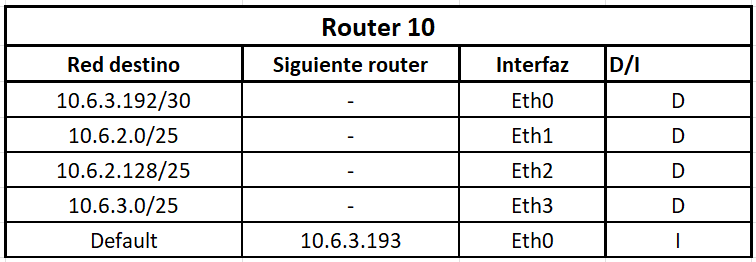 Router 10
Red destino Siguiente router Interfaz D/I
10.6.3.192/30 - Eth0 D
10.6.2.0/25 - Eth1 D
10.6.2.128/25 - Eth2 D
10.6.3.0/25 - Eth3 D
Default 10.6.3.193 Eth0 I